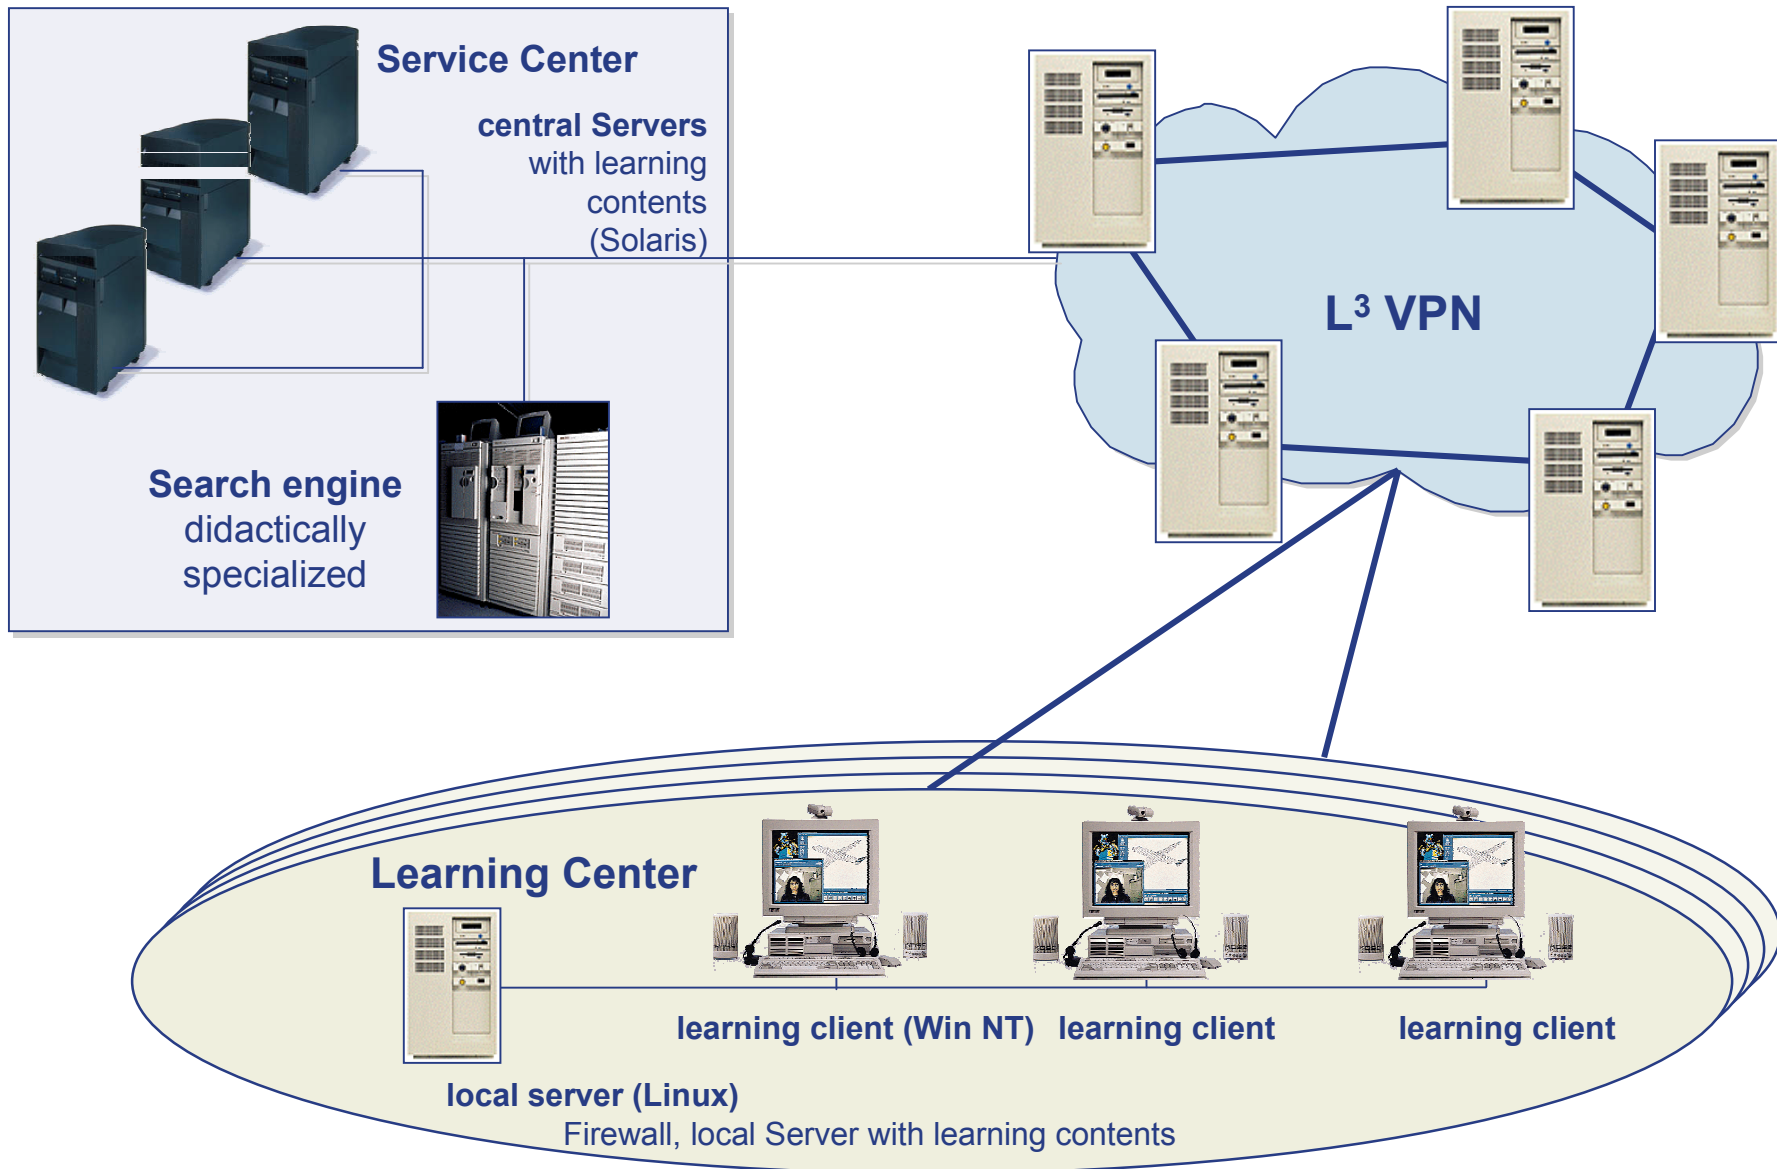 Service Center
central Servers
with learning
contents
(Solaris)
Search engine
didactically
specialized
L³ VPN
Learning Center
learning client (Win NT)
learning client
learning client
local server (Linux)
Firewall, local Server with learning contents